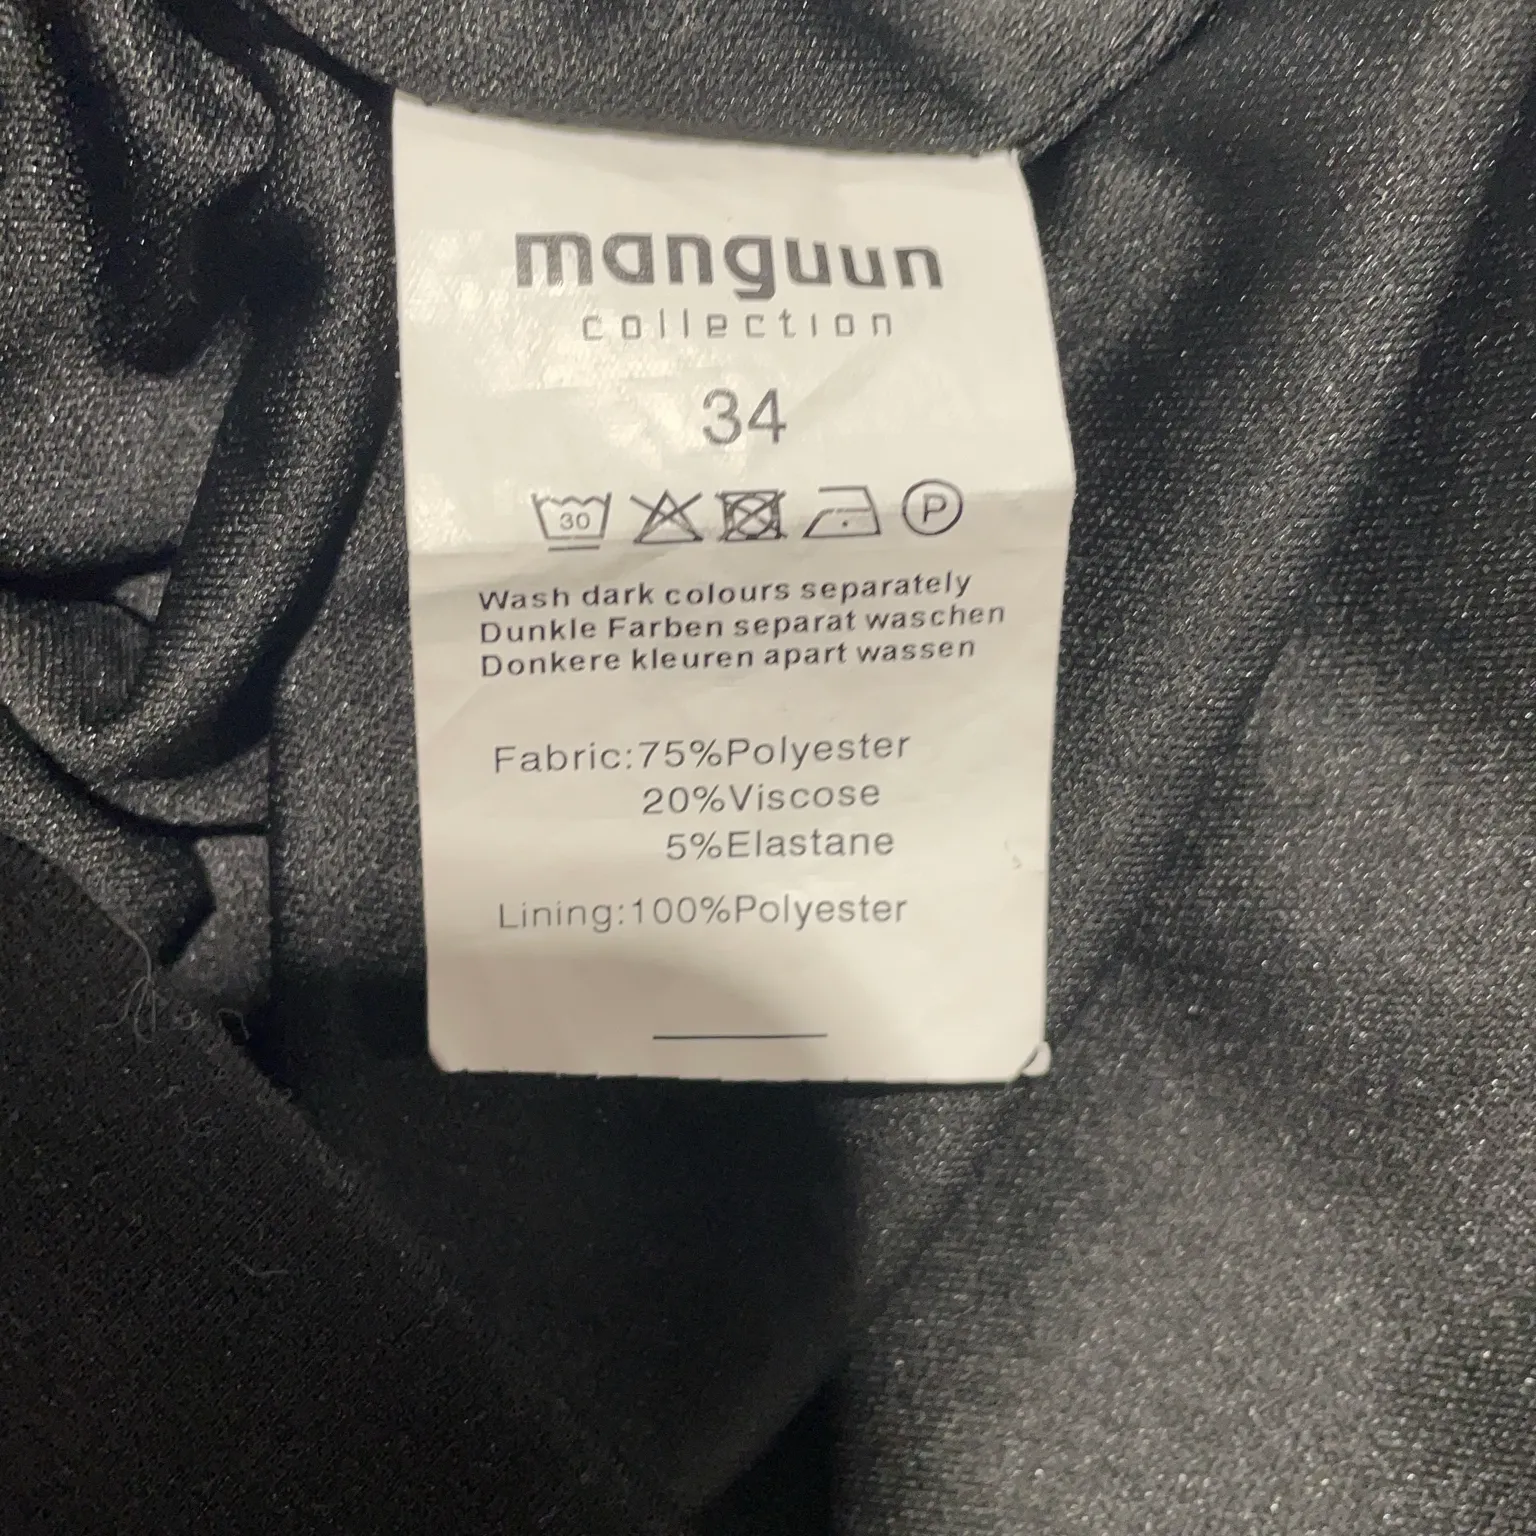 manguun
collection
34
30 P
Wash dark colours separately
Dunkle Farben separat waschen
Donkere kleuren apart wassen
Fabric:75%Polyester
20%Viscose
5%Elastane
Lining:100%Polyester